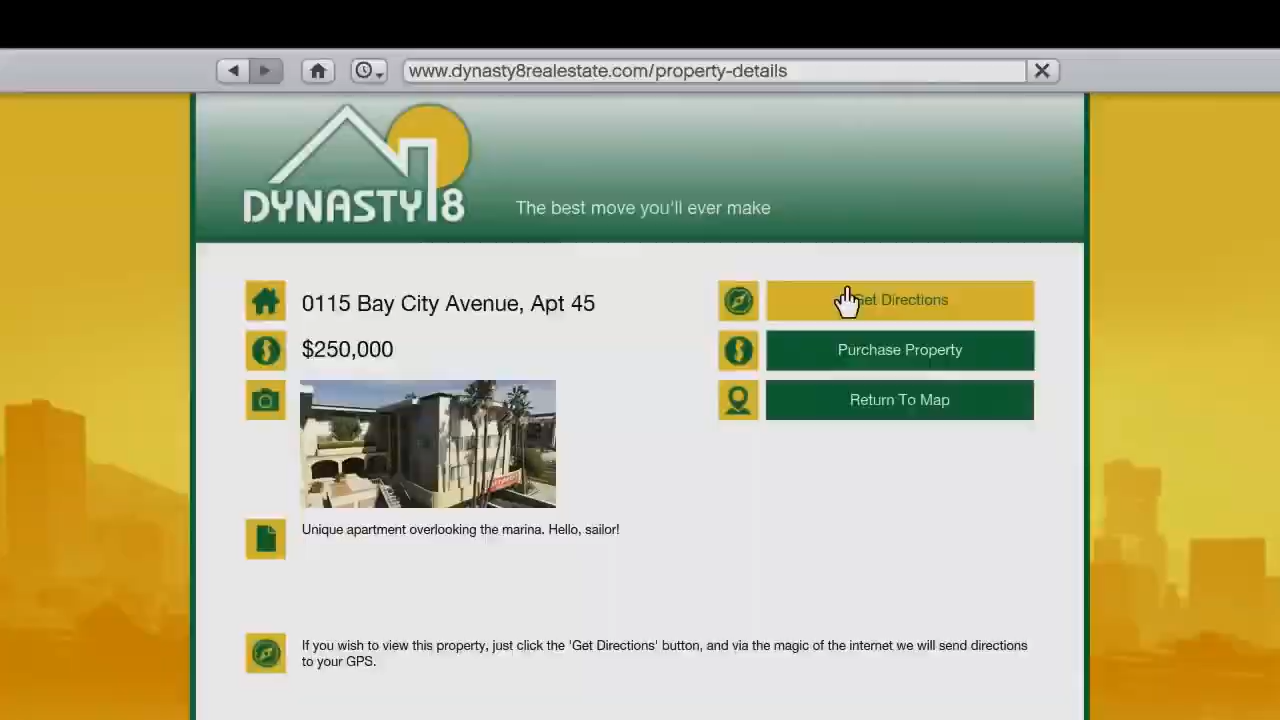 www.dynasty8realestate.com/property-details
DYNASTY 8
The best move you'll ever make
0115 Bay City Avenue, Apt 45
Get Directions
$250,000
Purchase Property
Return To Map
Unique apartment overlooking the marina. Hello, sailor!
If you wish to view this property, just click the 'Get Directions' button, and via the magic of the internet we will send directions
to your GPS.